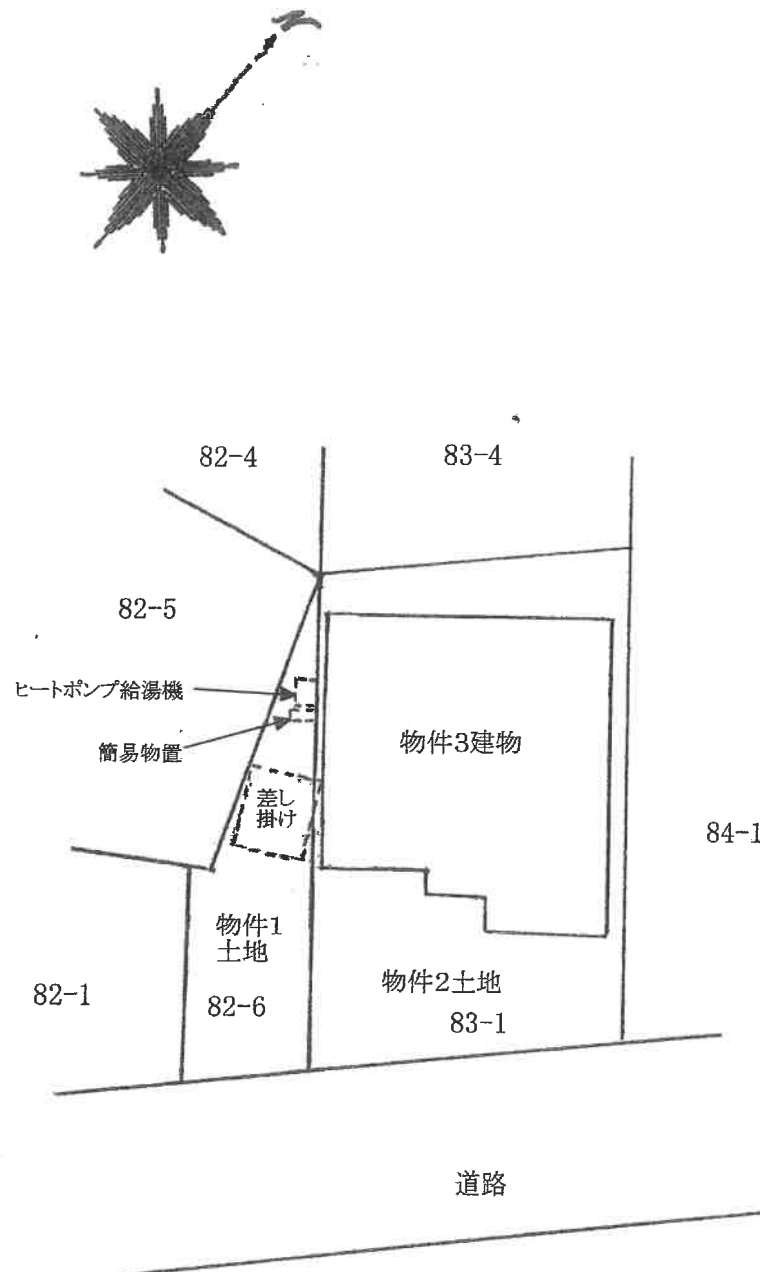 N
82-4
83-4
82-5
ヒートポンプ給湯機
簡易物置
物件3建物
差し
掛け
84-1
物件1
土地
物件2土地
82-1
82-6
83-1
道路